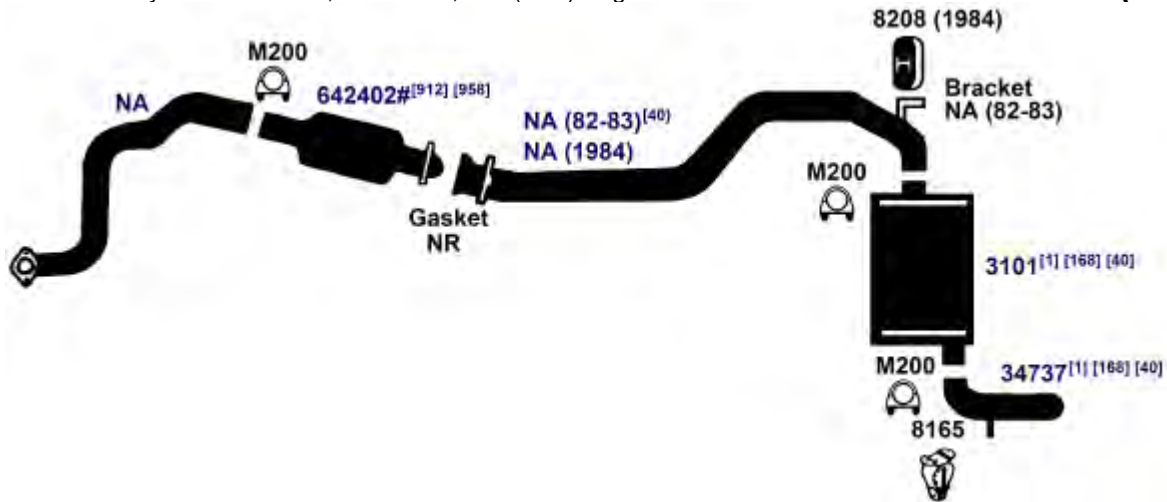 8208 (1984)
M200
NA
642402#[912] [958]
Bracket
NA (82-83)
NA (82-83)[40]
NA (1984)
M200
Gasket
NR
3101[1] [168] [40]
M200
34737[1] [168] [40]
8165